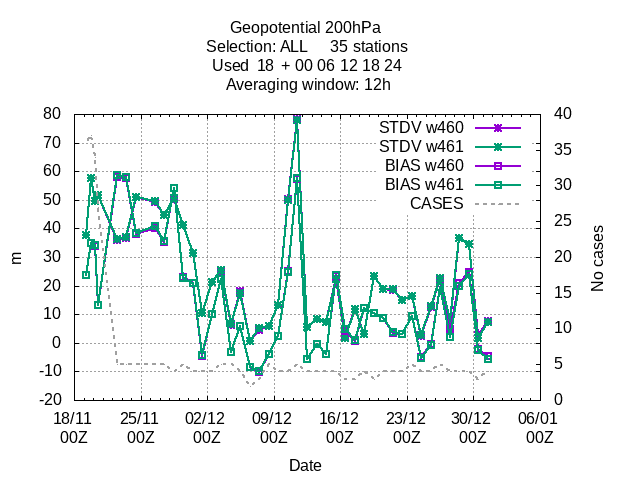 Geopotential 200hPa
Selection: ALL     35 stations
Used  18  + 00 06 12 18 24
Averaging window: 12h
80
70
60
50
40
30
20
10
0
-10
-20
m
40
35
30
25
20
15
10
5
0
No cases
STDV w460
STDV w461
BIAS w460
BIAS w461
CASES
18/11 00Z
25/11 00Z
02/12 00Z
09/12 00Z
16/12 00Z
23/12 00Z
30/12 00Z
06/01 00Z
Date